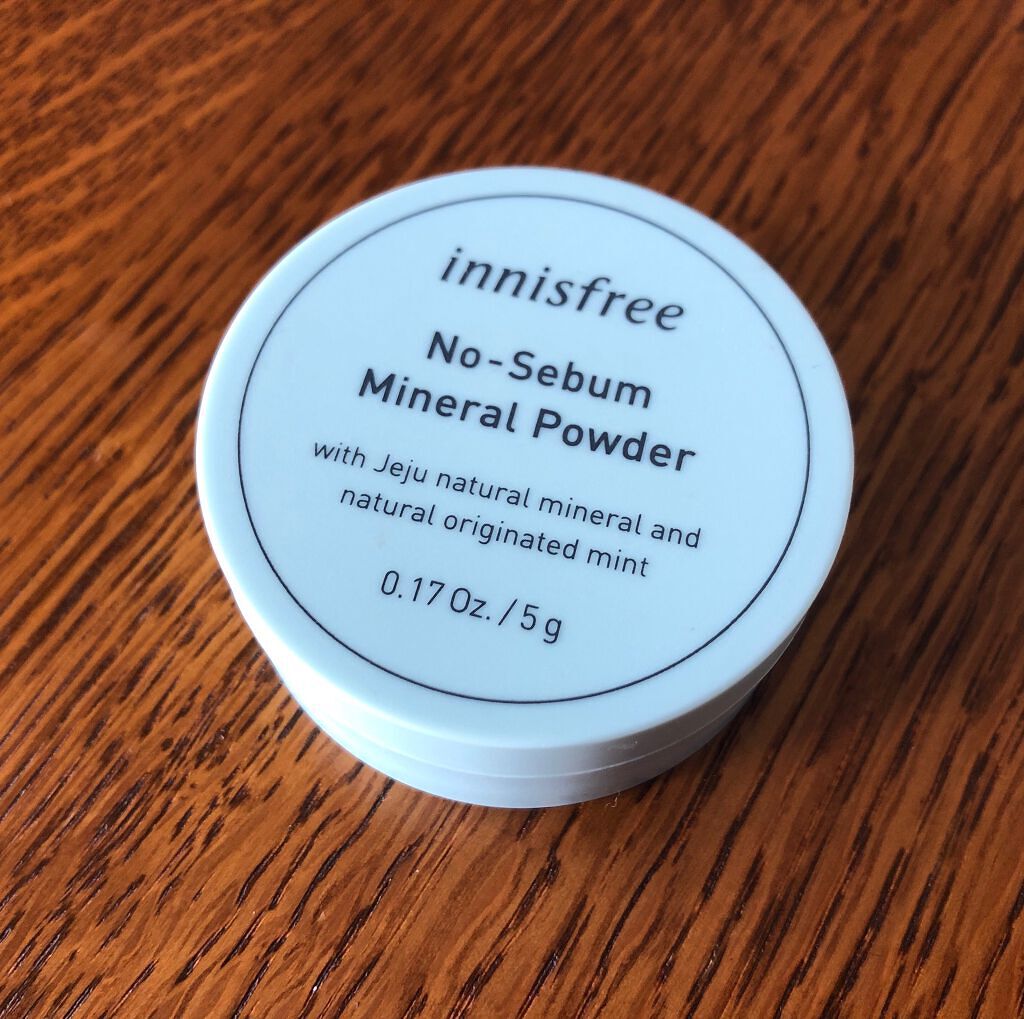 innisfree
No-Sebum
Mineral Powder
with Jeju natural mineral and
natural originated mint
0.17 Oz. / 5 g